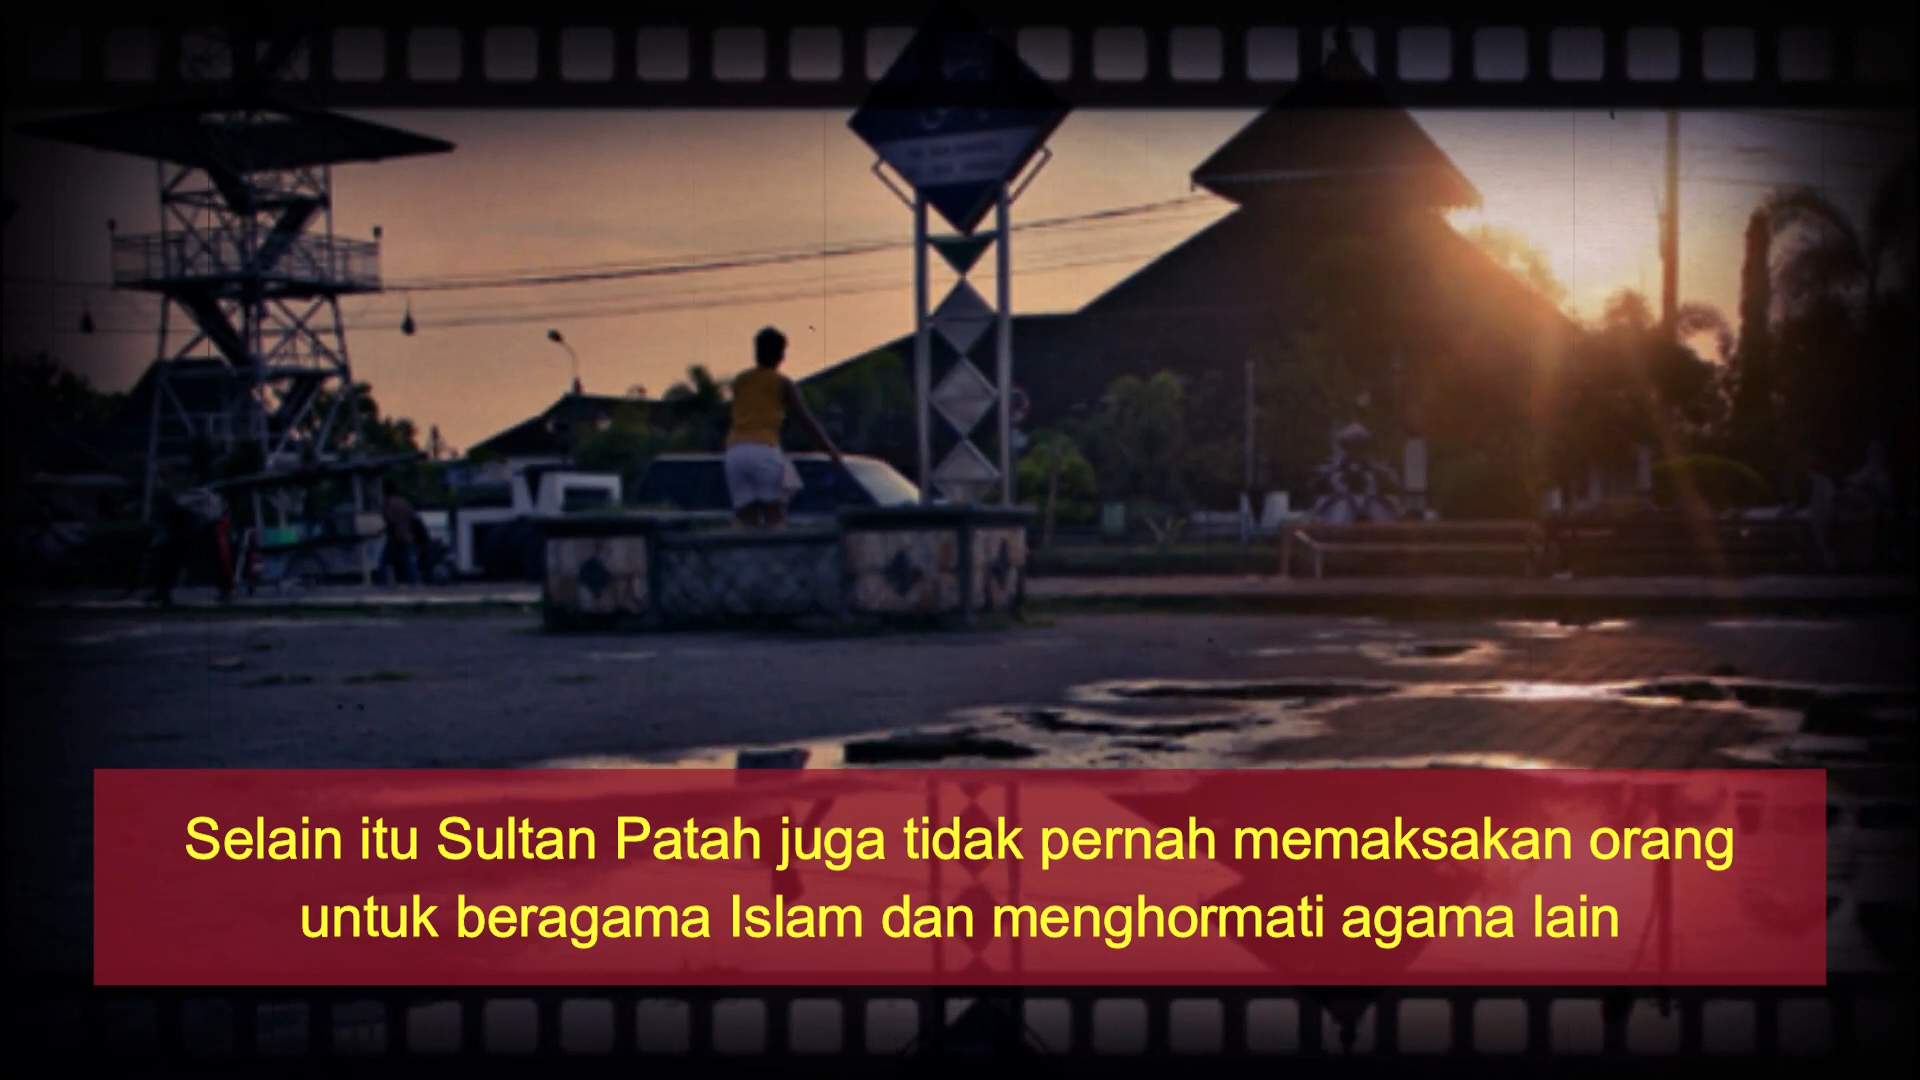 Selain itu Sultan Patah juga tidak pernah memaksakan orang
untuk beragama Islam dan menghormati agama lain